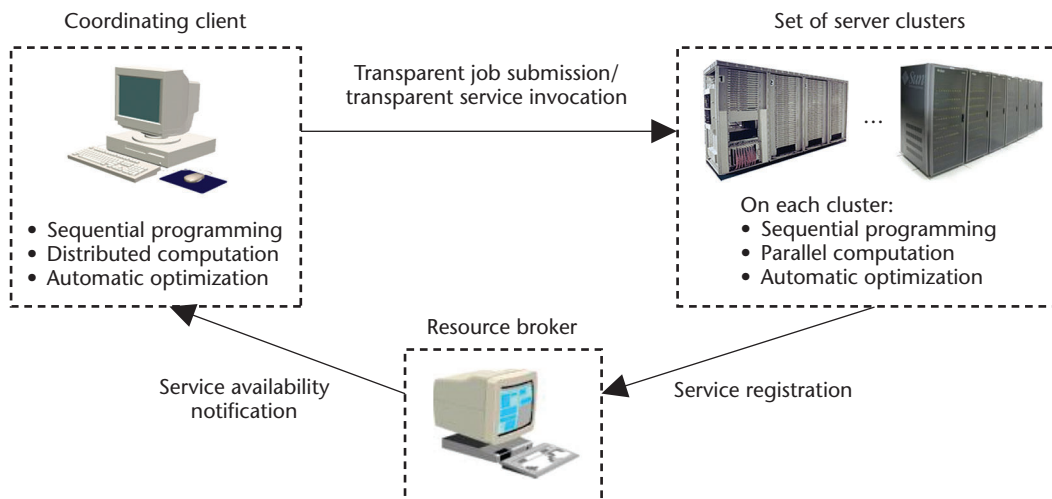 Coordinating client
Set of server clusters
Transparent job submission/
transparent service invocation
Sun
...
• Sequential programming
• Distributed computation
• Automatic optimization
On each cluster:
• Sequential programming
• Parallel computation
• Automatic optimization
Resource broker
Service availability
notification
Service registration